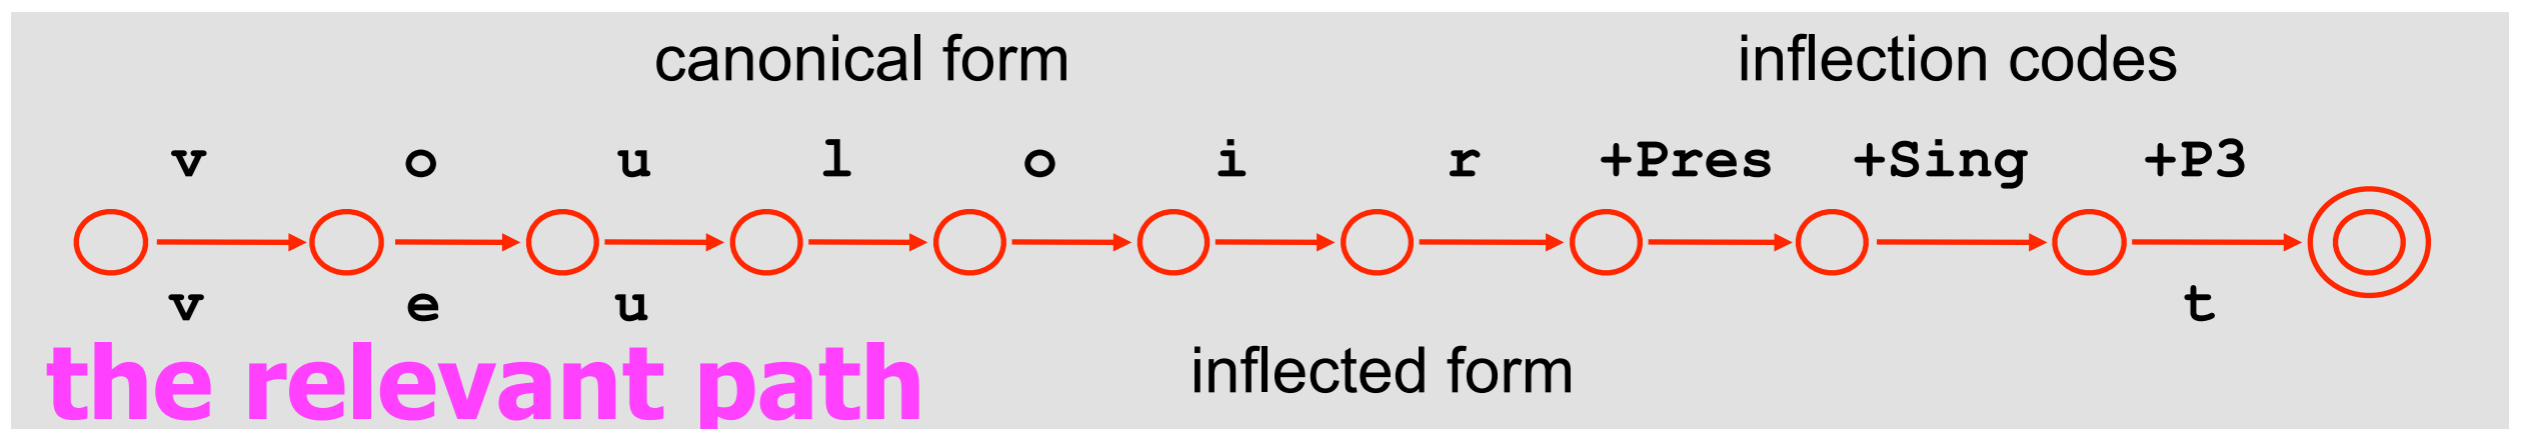 canonical form inflection codes
v o u l o i r +Pres +Sing +P3
v e u t
the relevant path inflected form